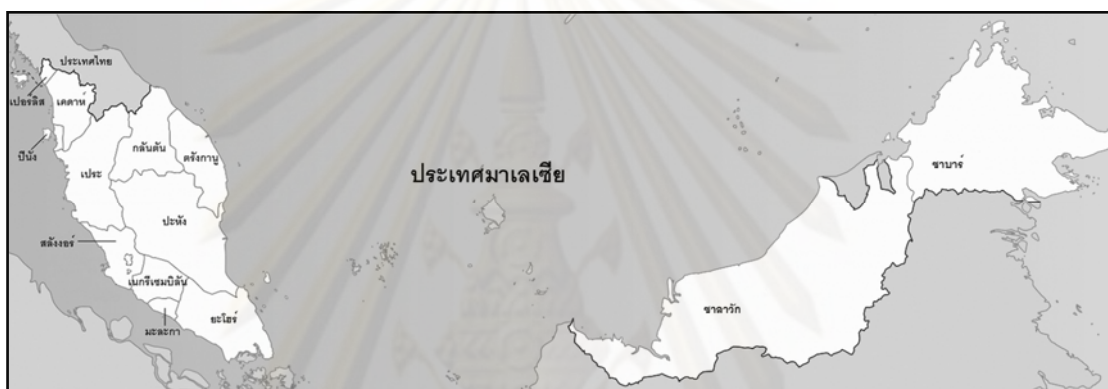 ประเทศไทย
เปอร์ลิส
เคดาห์
ปีนัง
กลันตัน
ตรังกานู
เประ
ปะหัง
สลังงอร์
เนกรีเซมบิลัน
มะละกา
ยะโฮร์
ประเทศมาเลเซีย
ซาบาร์
ซาลาวัก